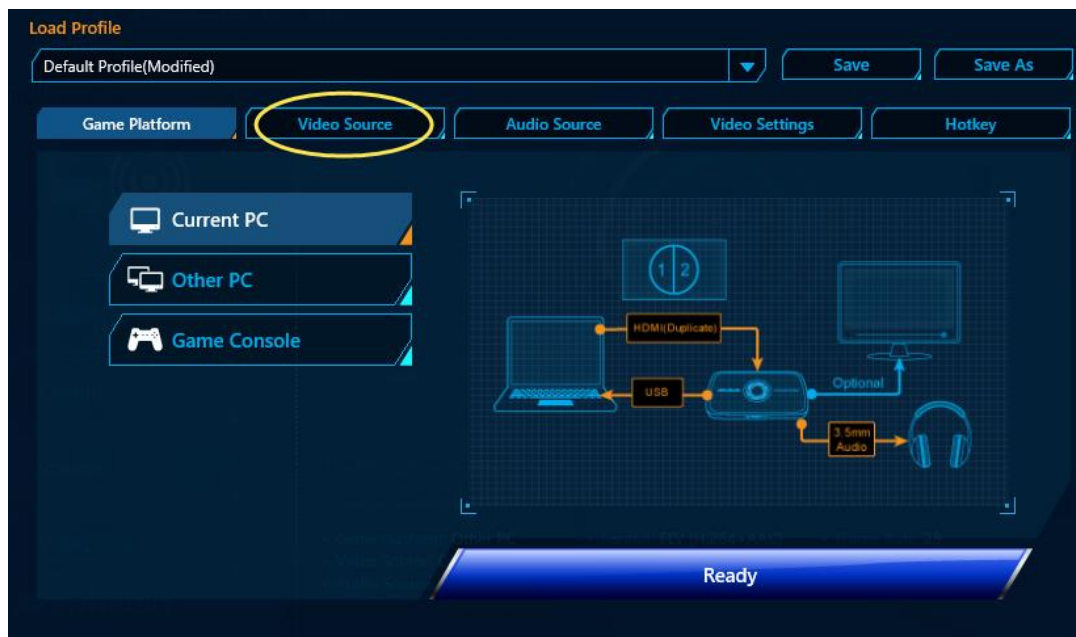 Load Profile
Default Profile(Modified)
Save
Save As
Game Platform
Video Source
Audio Source
Video Settings
Hotkey
Current PC
Other PC
Game Console
1 2
HDMI(Duplicate)
USB
Optional
3.5mm
Audio
Ready